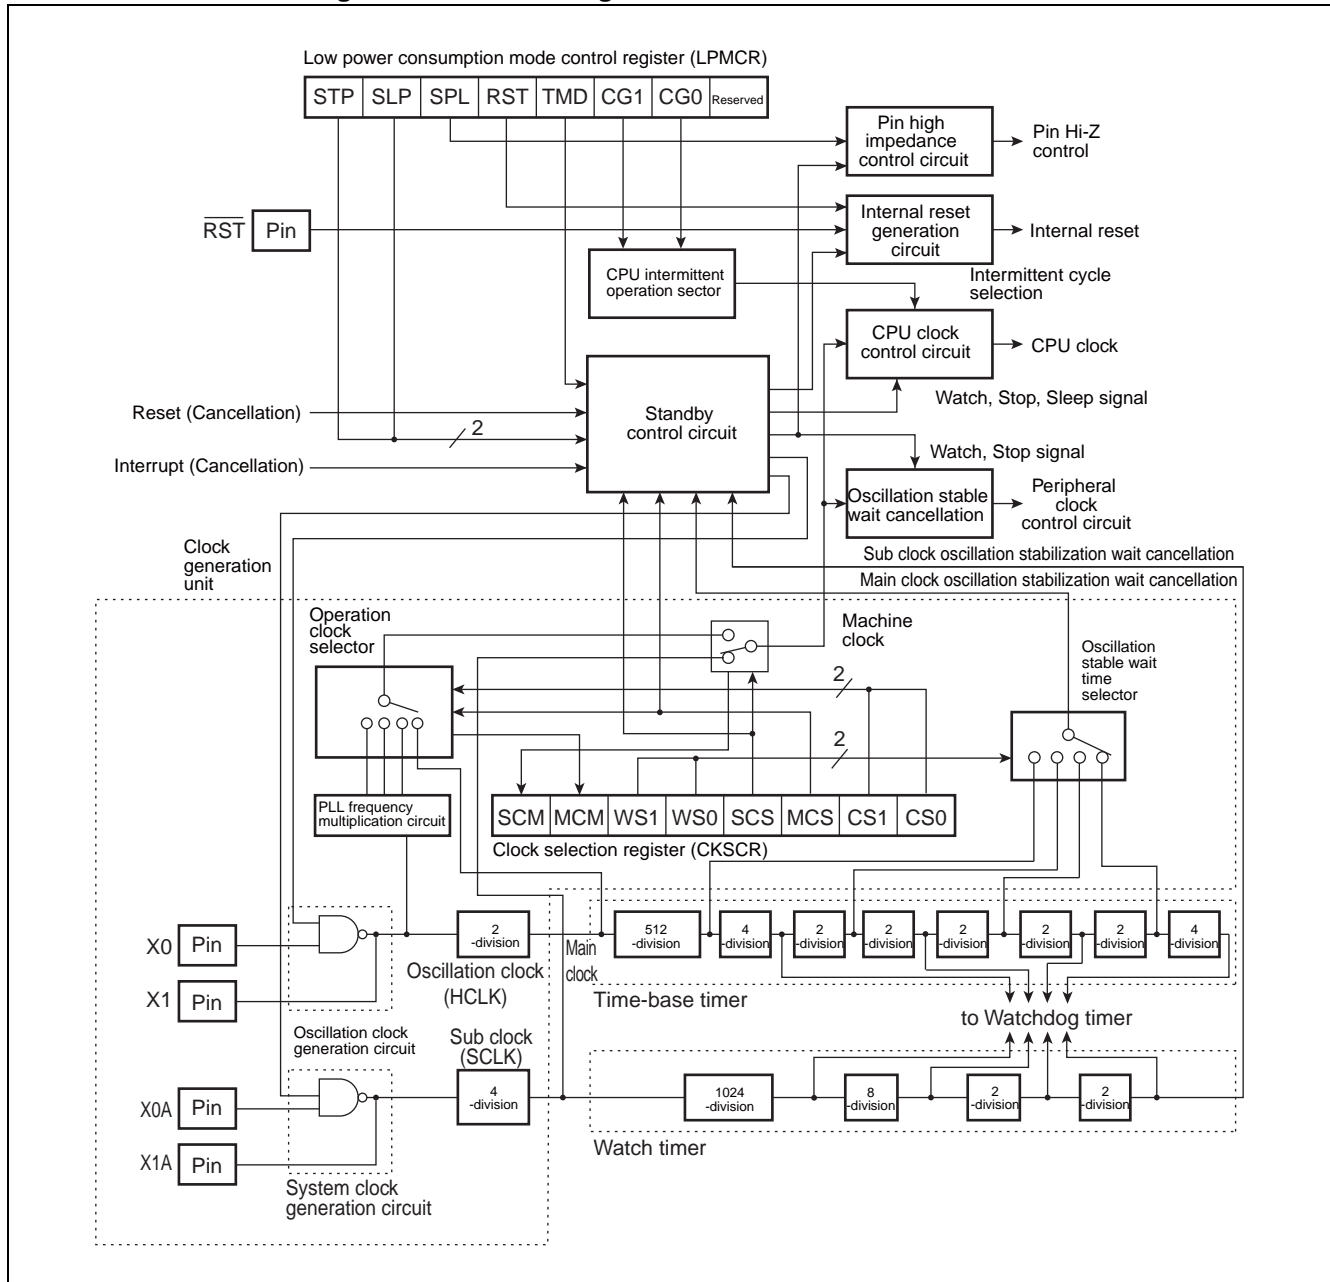 Low power consumption mode control register (LPMCR)
STP SLP SPL RST TMD CG1 CG0 Reserved
Pin high
impedance
control circuit
Pin Hi-Z
control
RST Pin
Internal reset
generation
circuit
Internal reset
CPU intermittent
operation sector
Intermittent cycle
selection
CPU clock
control circuit
CPU clock
Watch, Stop, Sleep signal
Reset (Cancellation)
Standby
control circuit
2
Interrupt (Cancellation)
Watch, Stop signal
Oscillation stable
wait cancellation
Peripheral
clock
control circuit
Clock
generation
unit
Sub clock oscillation stabilization wait cancellation
Main clock oscillation stabilization wait cancellation
Operation
clock
selector
Machine
clock
Oscillation
stable wait
time
selector
2
2
PLL frequency
multiplication circuit
SCM MCM WS1 WS0 SCS MCS CS1 CS0
Clock selection register (CKSCR)
X0 Pin
X1 Pin
2
-division
Oscillation clock
(HCLK)
Main
clock
512
-division
4
-division
2
-division
2
-division
2
-division
2
-division
2
-division
4
-division
Time-base timer
to Watchdog timer
Oscillation clock
generation circuit
Sub clock
(SCLK)
X0A Pin
X1A Pin
4
-division
1024
-division
8
-division
2
-division
2
-division
Watch timer
System clock
generation circuit